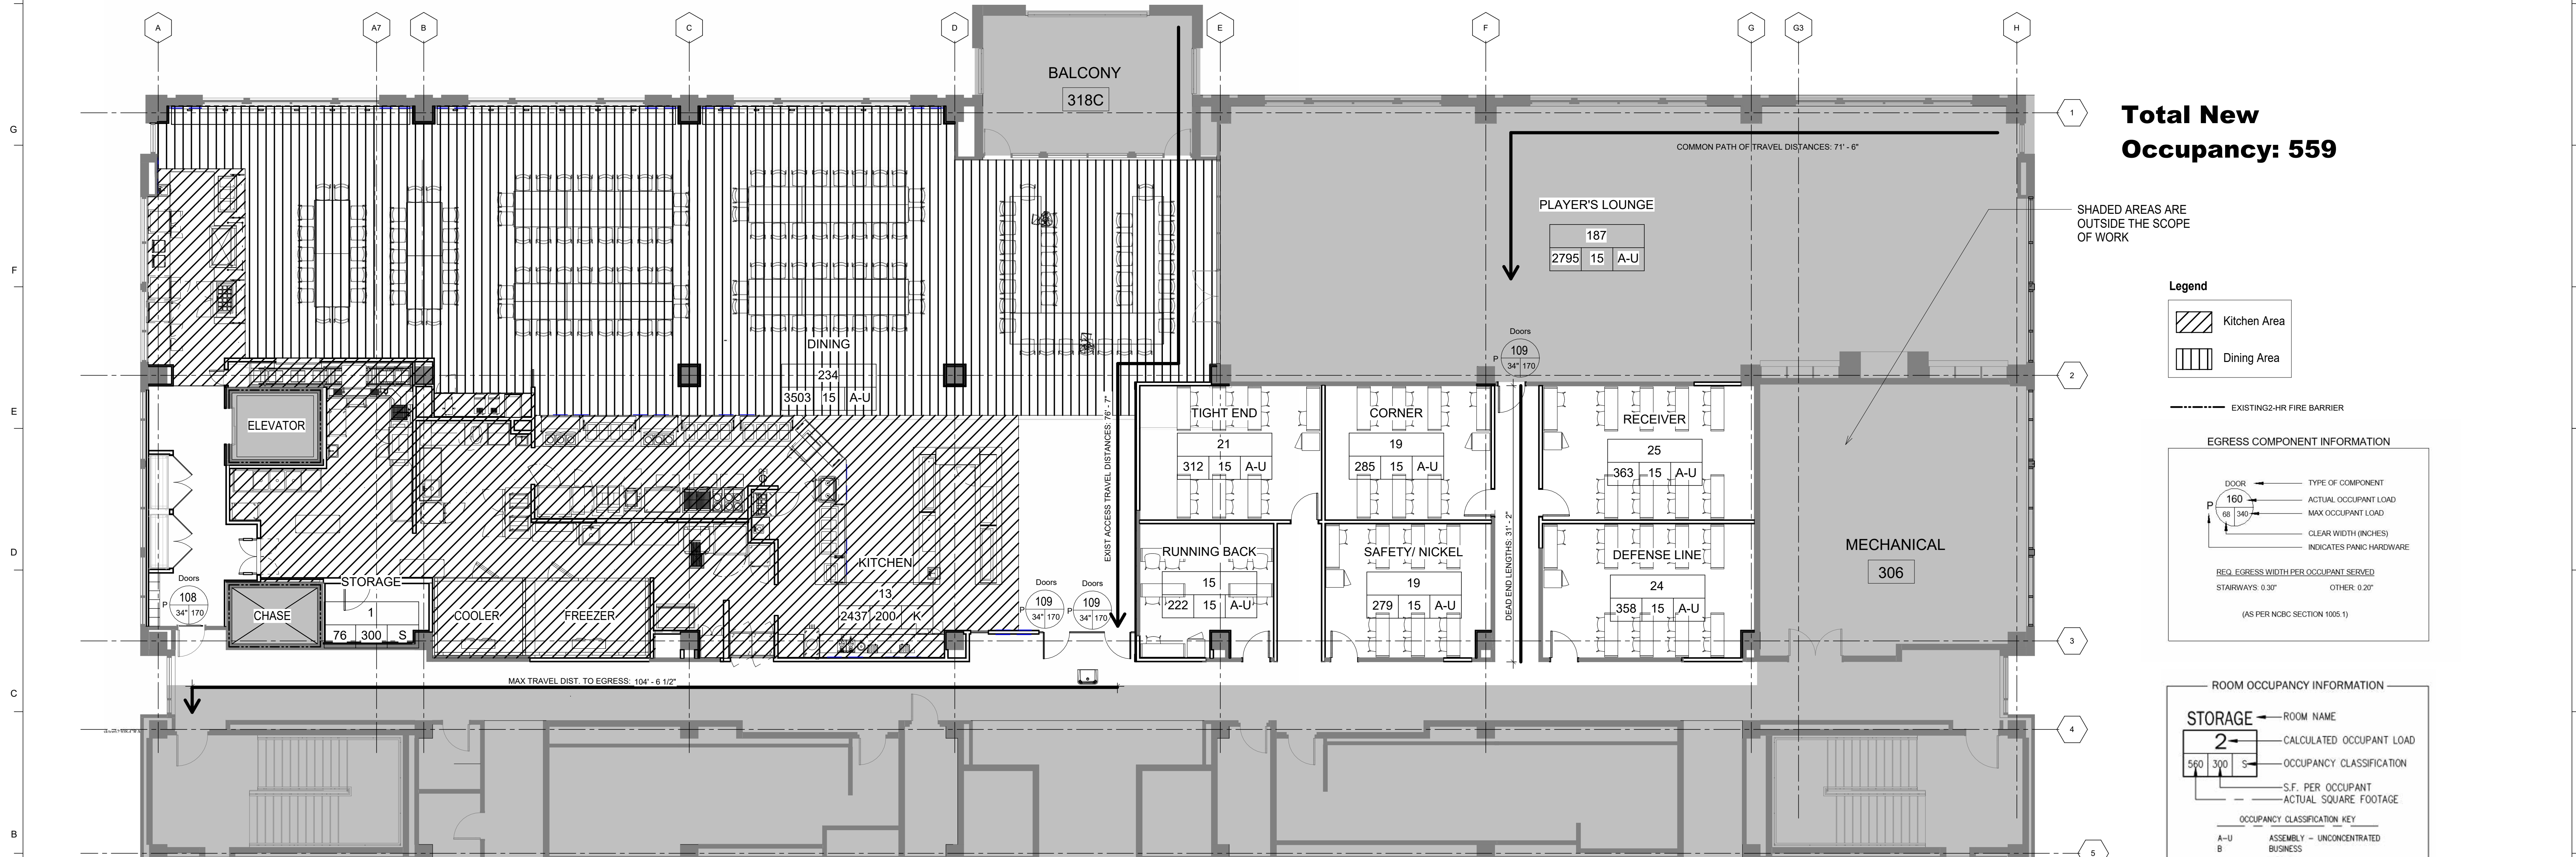 A
A7
B
C
D
E
F
G
G3
H
G
F
E
D
C
B
1
2
3
4
5
BALCONY
318C
Total New
Occupancy: 559
COMMON PATH OF TRAVEL DISTANCES: 71' - 6"
PLAYER'S LOUNGE
187
2795 15 A-U
SHADED AREAS ARE
OUTSIDE THE SCOPE
OF WORK
Legend
Kitchen Area
Dining Area
EXISTING2-HR FIRE BARRIER
DINING
234
3503 15 A-U
Doors
P 109
34" 170
EXIST ACCESS TRAVEL DISTANCES: 76' - 7"
ELEVATOR
TIGHT END
21
312 15 A-U
CORNER
19
285 15 A-U
RECEIVER
25
363 15 A-U
DEAD END LENGTHS: 31' - 2"
RUNNING BACK
15
222 15 A-U
SAFETY/ NICKEL
19
279 15 A-U
DEFENSE LINE
24
358 15 A-U
MECHANICAL
306
Doors
P 108
34" 170
CHASE
STORAGE
1
76 300 S
COOLER
FREEZER
KITCHEN
13
2437 200 K
Doors
P 109
34" 170
Doors
P 109
34" 170
MAX TRAVEL DIST. TO EGRESS: 104' - 6 1/2"
EGRESS COMPONENT INFORMATION
DOOR
TYPE OF COMPONENT
160
ACTUAL OCCUPANT LOAD
P
68 340
MAX OCCUPANT LOAD
CLEAR WIDTH (INCHES)
INDICATES PANIC HARDWARE
REQ. EGRESS WIDTH PER OCCUPANT SERVED
STAIRWAYS: 0.30" OTHER: 0.20"
(AS PER NCBC SECTION 1005.1)
ROOM OCCUPANCY INFORMATION
STORAGE
ROOM NAME
2
CALCULATED OCCUPANT LOAD
560 300 S
OCCUPANCY CLASSIFICATION
S.F. PER OCCUPANT
ACTUAL SQUARE FOOTAGE
OCCUPANCY CLASSIFICATION KEY
A-U ASSEMBLY - UNCONCENTRATED
B BUSINESS